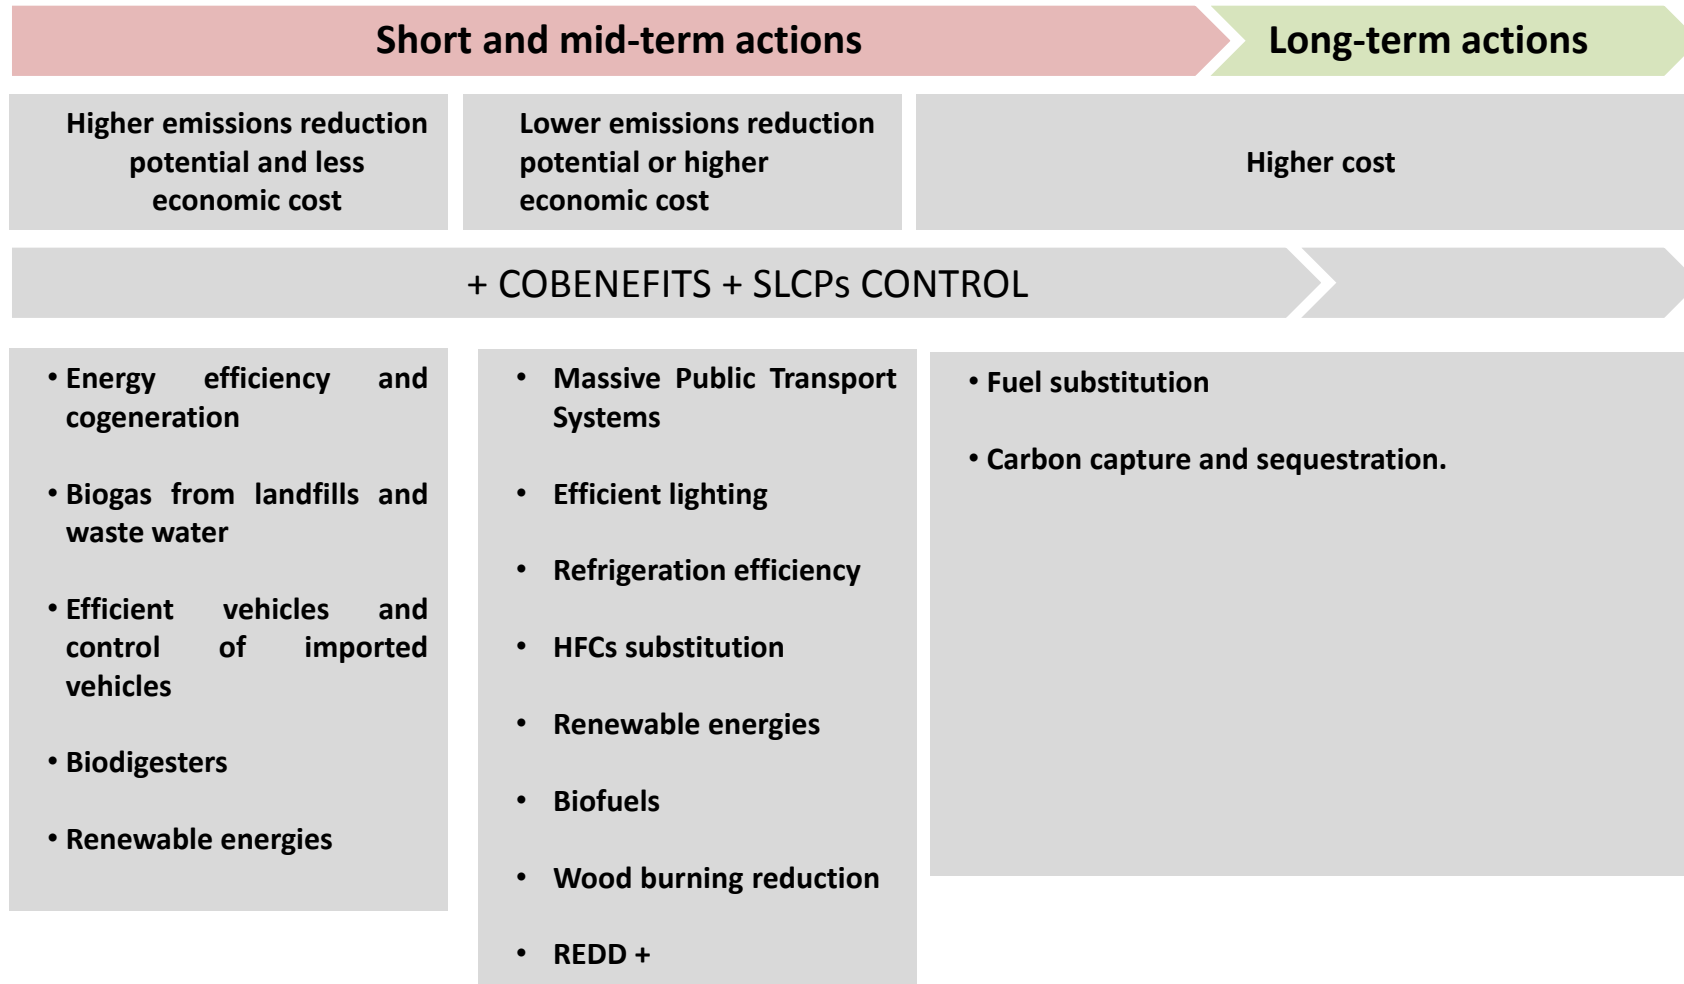 Short and mid-term actions
Long-term actions
Higher emissions reduction
potential and less
economic cost
Lower emissions reduction
potential or higher
economic cost
Higher cost
+ COBENEFITS + SLCPs CONTROL
• Energy efficiency and
cogeneration
• Biogas from landfills and
waste water
• Efficient vehicles and
control of imported
vehicles
• Biodigesters
• Renewable energies
• Massive Public Transport
Systems
• Efficient lighting
• Refrigeration efficiency
• HFCs substitution
• Renewable energies
• Biofuels
• Wood burning reduction
• REDD +
• Fuel substitution
• Carbon capture and sequestration.